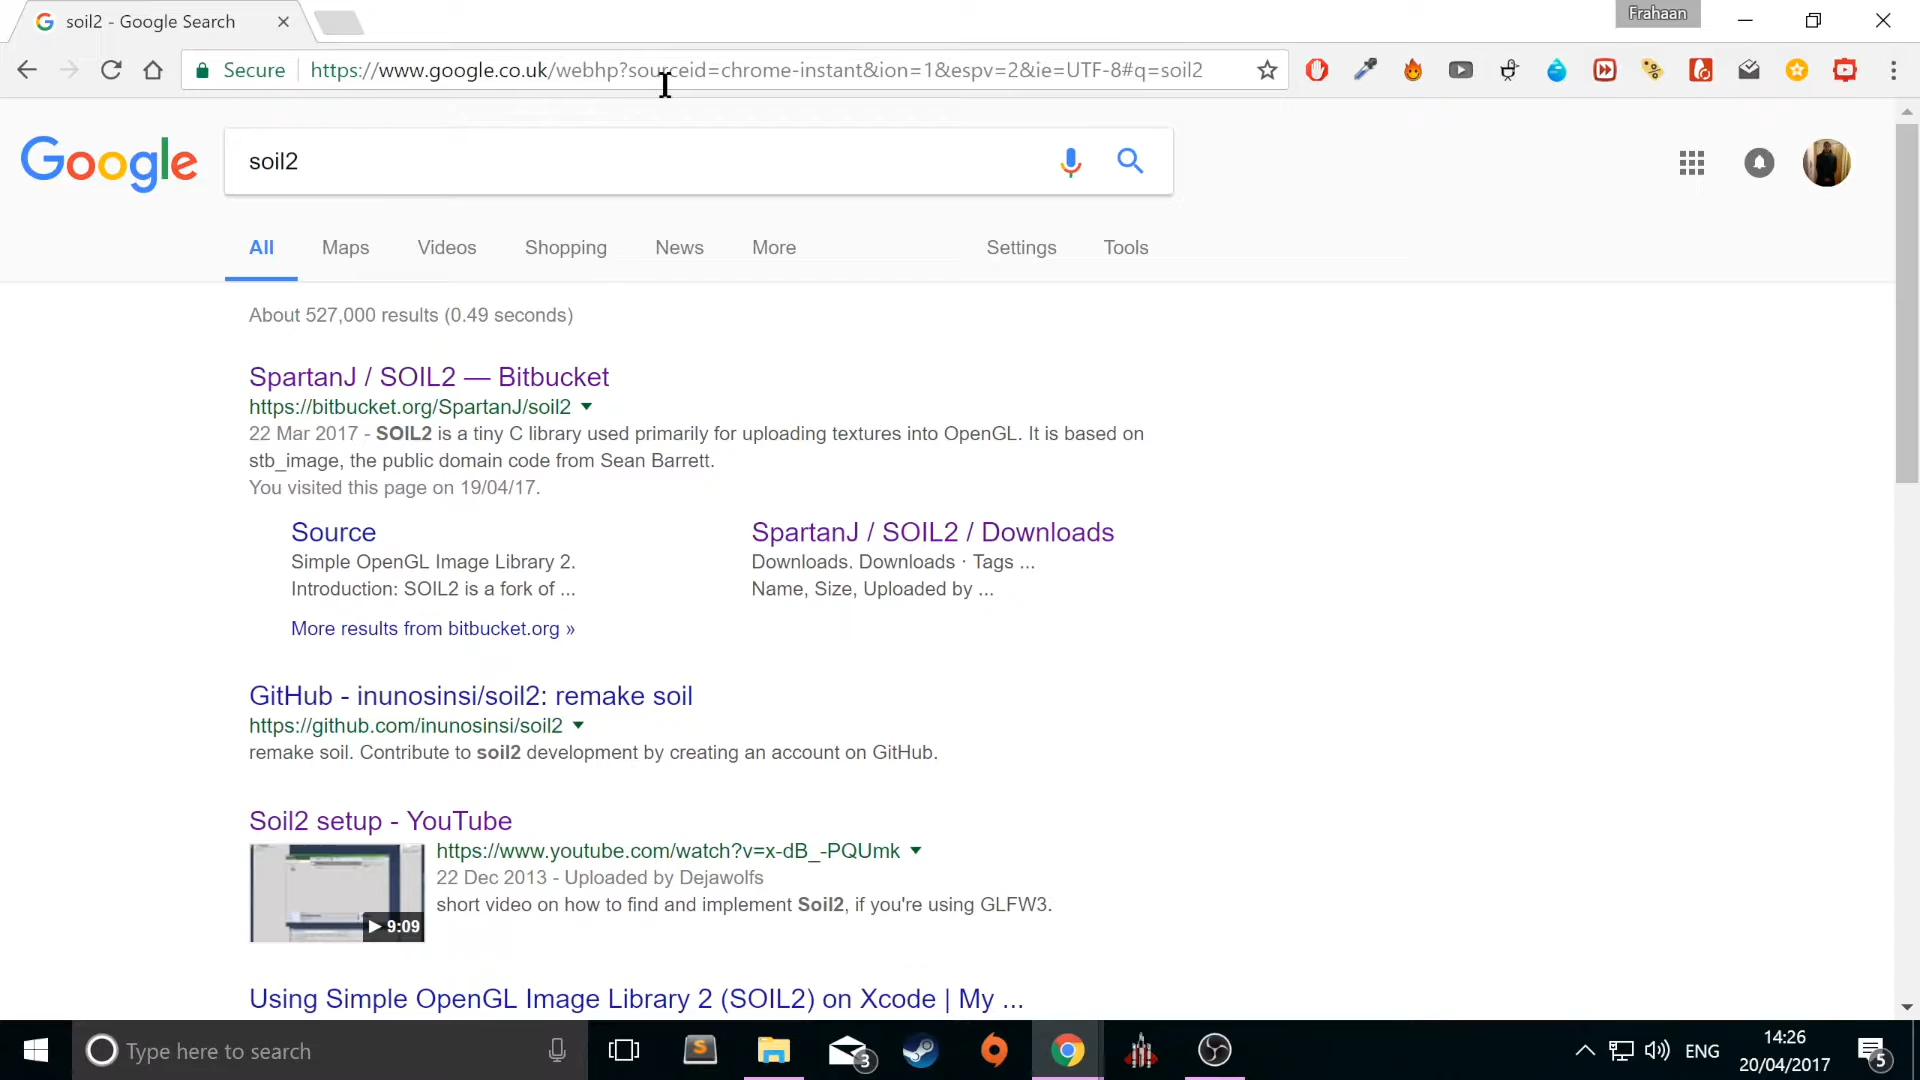 soil2 - Google Search
Frahaan
Secure
https://www.google.co.uk/webhp?sourceid=chrome-instant&ion=1&espv=2&ie=UTF-8#q=soil2
Google
soil2
All
Maps
Videos
Shopping
News
More
Settings
Tools
About 527,000 results (0.49 seconds)
SpartanJ / SOIL2 — Bitbucket
https://bitbucket.org/SpartanJ/soil2
22 Mar 2017 - SOIL2 is a tiny C library used primarily for uploading textures into OpenGL. It is based on
stb_image, the public domain code from Sean Barrett.
You visited this page on 19/04/17.
Source
Simple OpenGL Image Library 2.
Introduction: SOIL2 is a fork of ...
SpartanJ / SOIL2 / Downloads
Downloads. Downloads · Tags ...
Name, Size, Uploaded by ...
More results from bitbucket.org »
GitHub - inunosinsi/soil2: remake soil
https://github.com/inunosinsi/soil2
remake soil. Contribute to soil2 development by creating an account on GitHub.
Soil2 setup - YouTube
https://www.youtube.com/watch?v=x-dB_-PQUmk
22 Dec 2013 - Uploaded by Dejawolfs
short video on how to find and implement Soil2, if you're using GLFW3.
9:09
Using Simple OpenGL Image Library 2 (SOIL2) on Xcode | My ...
Type here to search
3
ENG
14:26
20/04/2017
5